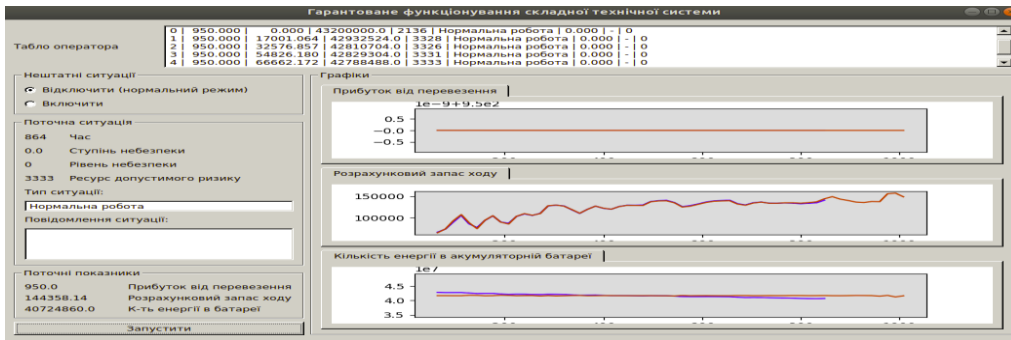 Гарантоване функціонування складної технічної системи
Табло оператора
0 | 950.000 | 0.000 | 43200000.0 | 2136 | Нормальна робота | 0.000 | - | 0
1 | 950.000 | 17001.064 | 42932524.0 | 3328 | Нормальна робота | 0.000 | - | 0
2 | 950.000 | 32576.857 | 42810704.0 | 3326 | Нормальна робота | 0.000 | - | 0
3 | 950.000 | 54826.180 | 42829304.0 | 3331 | Нормальна робота | 0.000 | - | 0
4 | 950.000 | 66662.172 | 42788488.0 | 3333 | Нормальна робота | 0.000 | - | 0
Нештатні ситуації
Відключити (нормальний режим)
Включити
Поточна ситуація
864 Час
0.0 Ступінь небезпеки
0 Рівень небезпеки
3333 Ресурс допустимого ризику
Тип ситуації:
Нормальна робота
Повідомлення ситуації:
Поточні показники
950.0 Прибуток від перевезення
144358.14 Розрахунковий запас ходу
40724860.0 К-ть енергії в батареї
Запустити
Графіки
Прибуток від перевезення
1e−9+9.5e2
0.5
−0.0
−0.5
Розрахунковий запас ходу
150000
100000
Кількість енергії в акумуляторній батареї
1e7
4.5
4.0
3.5